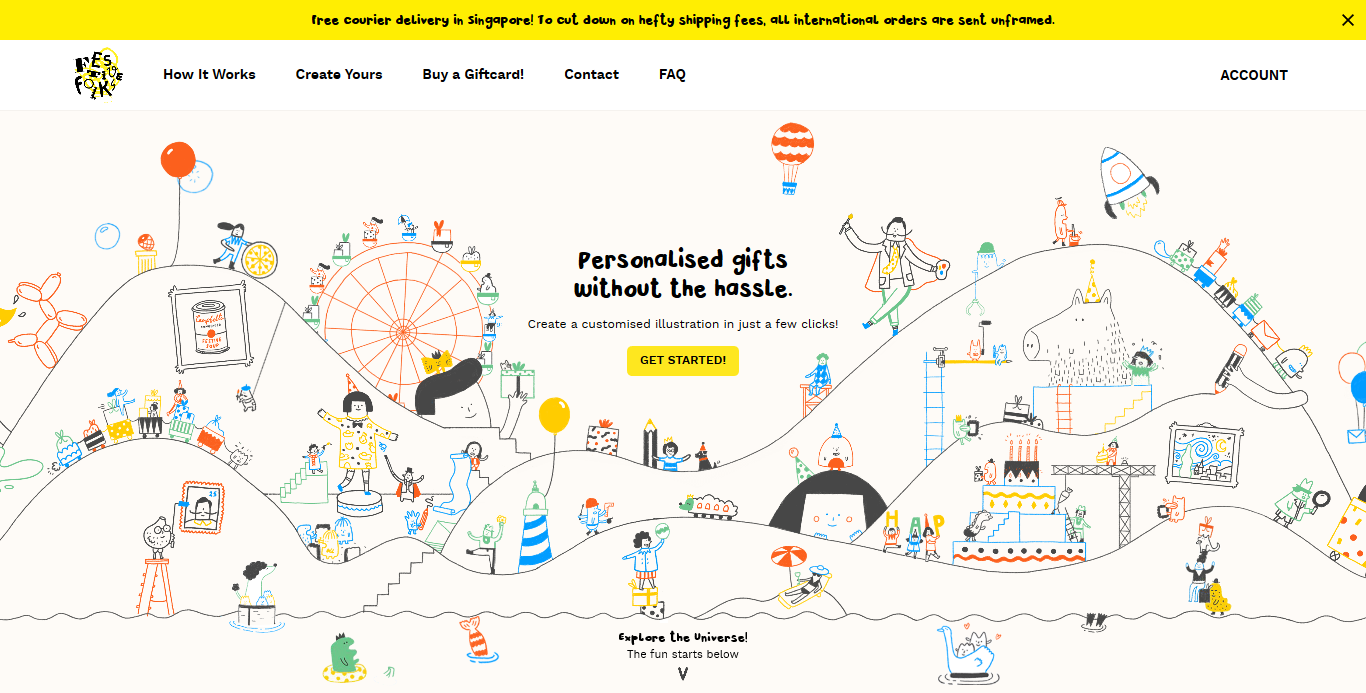 Free courier delivery in Singapore! To cut down on hefty shipping fees, all international orders are sent unframed.
FESTIVE FOLKS
How It Works
Create Yours
Buy a Giftcard!
Contact
FAQ
ACCOUNT
Personalised gifts
without the hassle.
Create a customised illustration in just a few clicks!
GET STARTED!
Campbell's
HAP
Explore the Universe!
The fun starts below